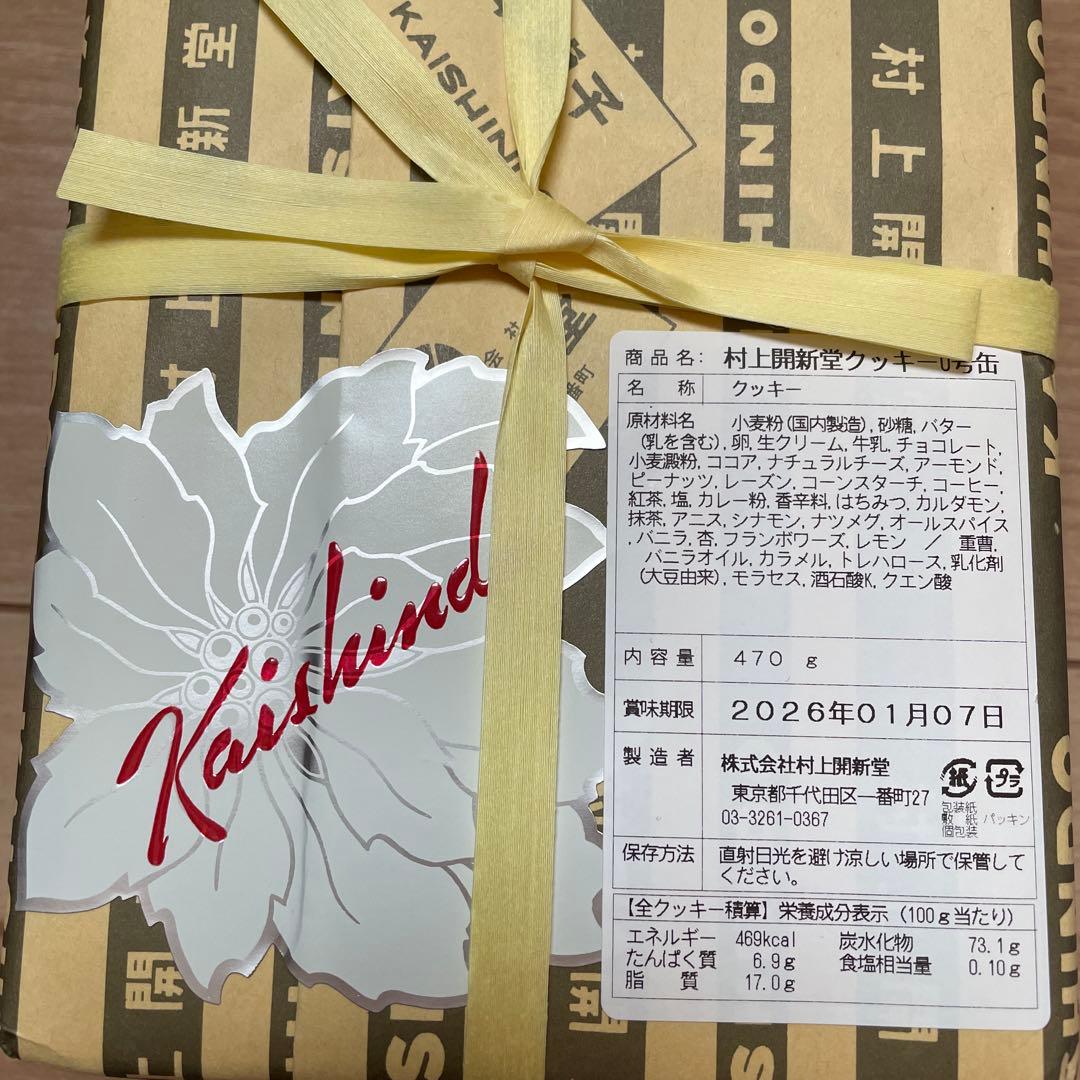 新堂
村上
KAISHIN
子
HINDO
村上開
KAISHINDO
会社
番町
Kaishind
商品名: 村上開新堂クッキー0号缶
名称 クッキー
原材料名 小麦粉(国内製造), 砂糖, バター
(乳を含む), 卵, 生クリーム, 牛乳, チョコレート,
小麦澱粉, ココア, ナチュラルチーズ, アーモンド,
ピーナッツ, レーズン, コーンスターチ, コーヒー,
紅茶, 塩, カレー粉, 香辛料, はちみつ, カルダモン,
抹茶, アニス, シナモン, ナツメグ, オールスパイス
, バニラ, 杏, フランボワーズ, レモン / 重曹,
バニラオイル, カラメル, トレハロース, 乳化剤
(大豆由来), モラセス, 酒石酸K, クエン酸
内容量 470 g
賞味期限 2026年01月07日
製造者 株式会社村上開新堂
東京都千代田区一番町27
03-3261-0367
紙 プラ
包装紙
敷紙 パッキン
個包装
保存方法 直射日光を避け涼しい場所で保管して
ください。
【全クッキー積算】栄養成分表示(100g当たり)
エネルギー 469kcal 炭水化物 73.1g
たんぱく質 6.9g 食塩相当量 0.10g
脂質 17.0g
開